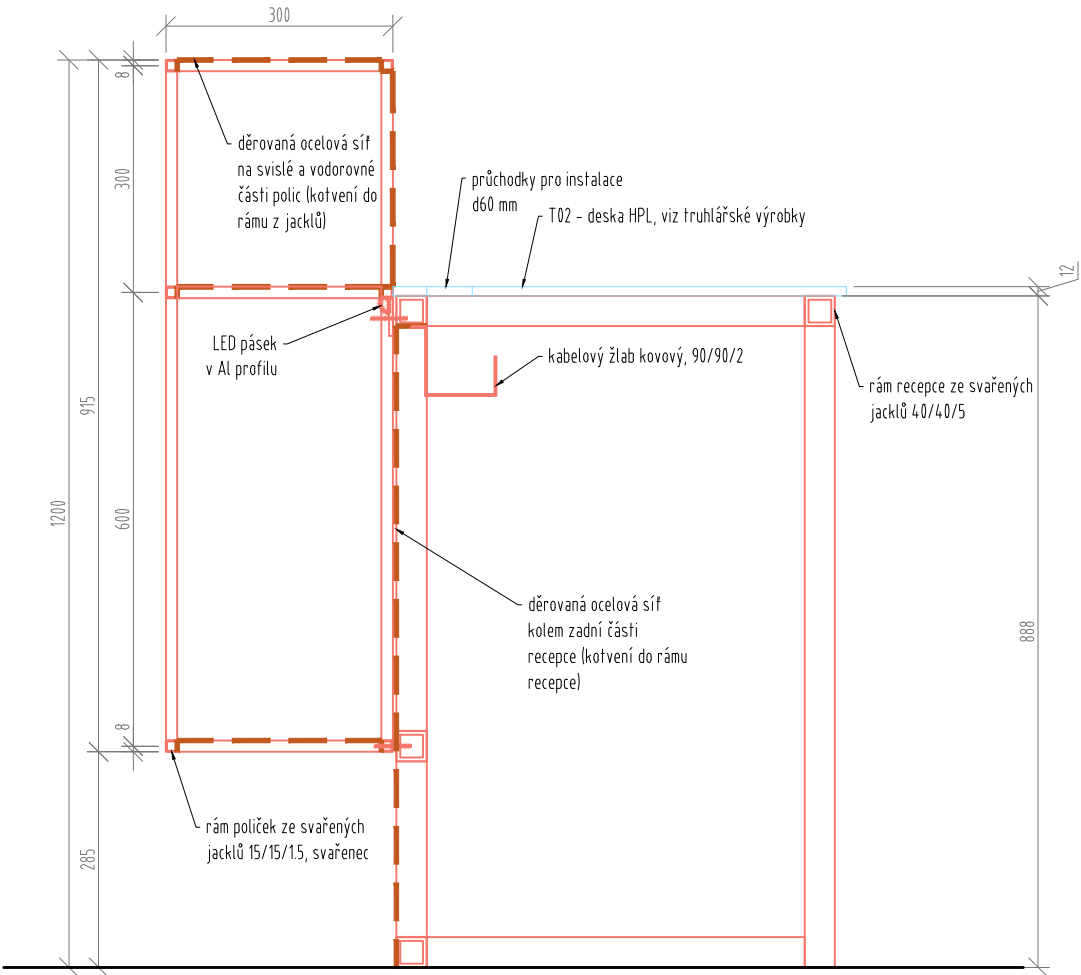 300
8
300
915
1200
600
8
285
12
888
děrovaná ocelová síť
na svislé a vodorovné
části polic (kotvení do
rámu z jacklů)
průchodky pro instalace
d60 mm
T02 - deska HPL, viz truhlářské výrobky
LED pásek
v Al profilu
kabelový žlab kovový, 90/90/2
rám recepce ze svařených
jacklů 40/40/5
děrovaná ocelová síť
kolem zadní části
recepce (kotvení do rámu
recepce)
rám poliček ze svařených
jacklů 15/15/1.5, svařenec